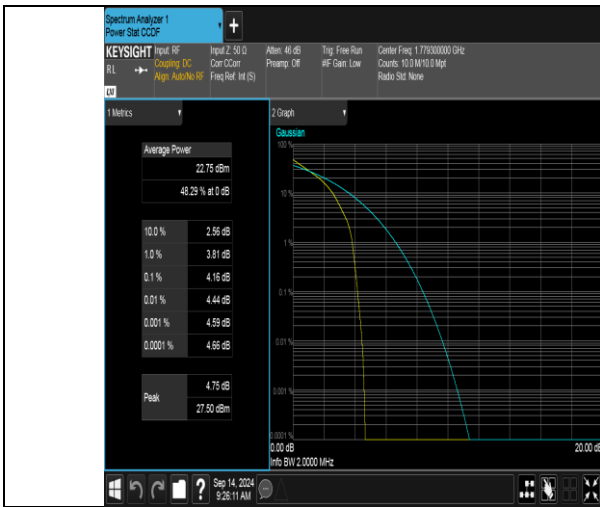 Spectrum Analyzer 1
Power Stat CCDF
+
KEYSIGHT
Input: RF
Input Z: 50 Ω
Atten: 46 dB
Trig: Free Run
Center Freq: 1.779300000 GHz
R L
Coupling: DC
Corr CCorr
Preamp: Off
#IF Gain: Low
Counts: 10.0 M/10.0 Mpt
Align: Auto/No RF
Freq Ref: Int (S)
Radio Std: None
LXI
1 Metrics
Average Power
22.75 dBm
48.29 % at 0 dB
10.0 % 2.56 dB
1.0 % 3.81 dB
0.1 % 4.16 dB
0.01 % 4.44 dB
0.001 % 4.59 dB
0.0001 % 4.66 dB
Peak
4.75 dB
27.50 dBm
2 Graph
Gaussian
100 %
10 %
1 %
0.1 %
0.01 %
0.001 %
0.0001 %
0.00 dB
20.00 dB
Info BW 2.0000 MHz
?
Sep 14, 2024
9:26:11 AM